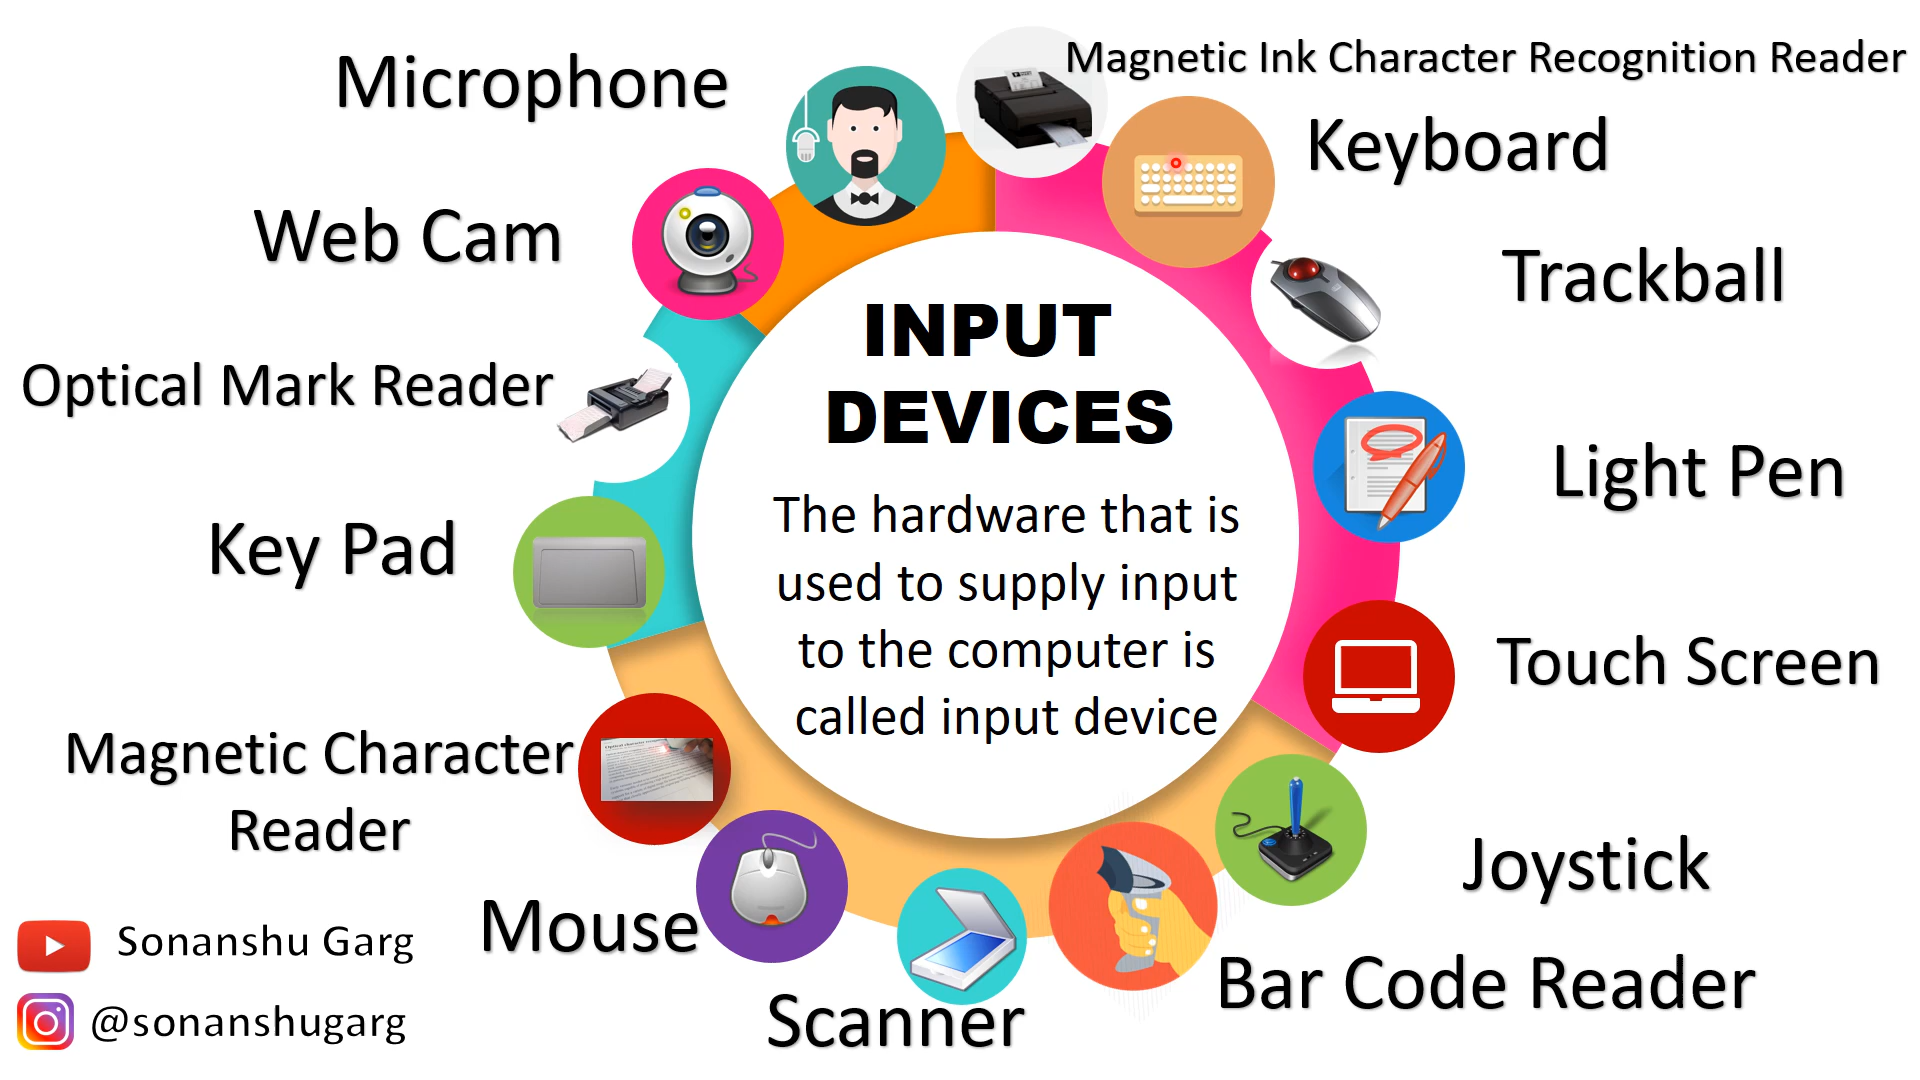 Microphone
Magnetic Ink Character Recognition Reader
Keyboard
Web Cam
Trackball
Optical Mark Reader
Light Pen
Key Pad
Touch Screen
Magnetic Character
Reader
Joystick
Mouse
Bar Code Reader
Scanner
INPUT
DEVICES
The hardware that is
used to supply input
to the computer is
called input device
Sonanshu Garg
@sonanshugarg